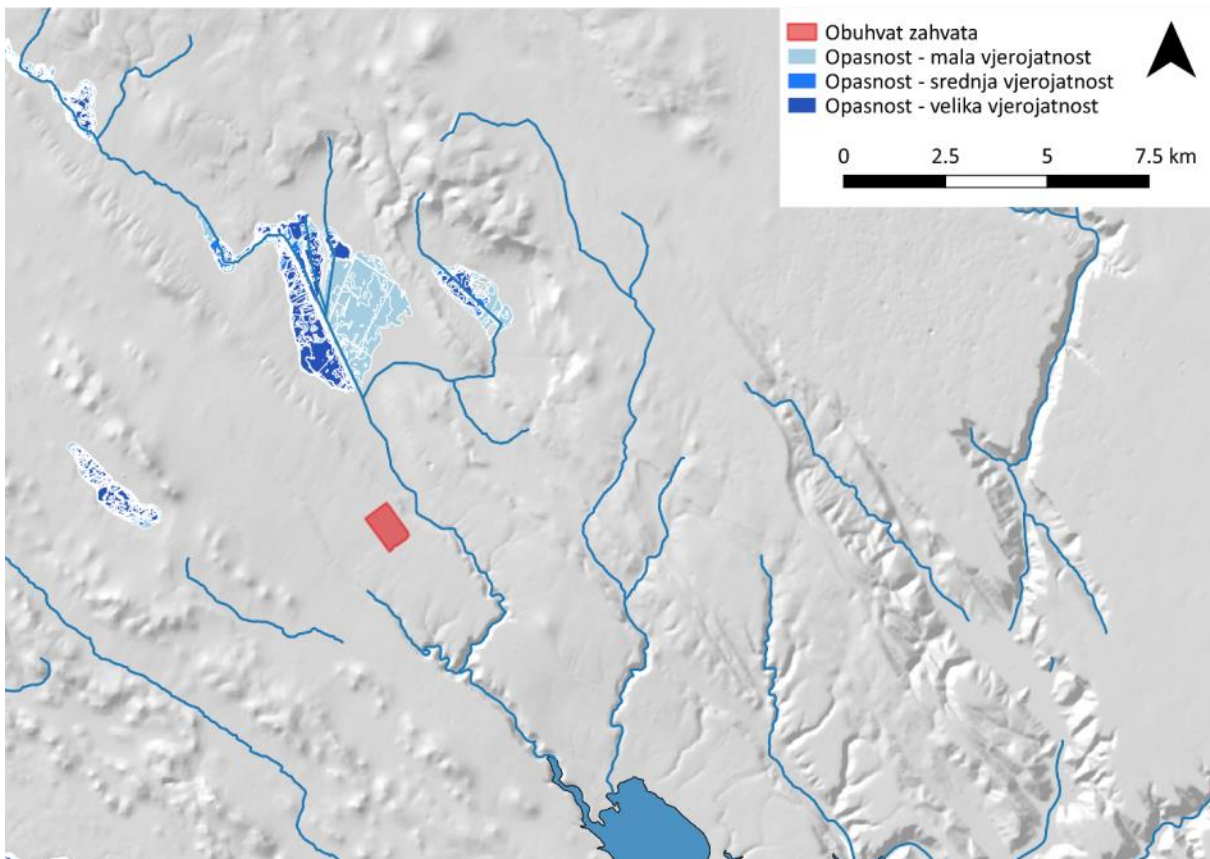 Obuhvat zahvata
Opasnost - mala vjerojatnost
Opasnost - srednja vjerojatnost
Opasnost - velika vjerojatnost
0 2.5 5 7.5 km